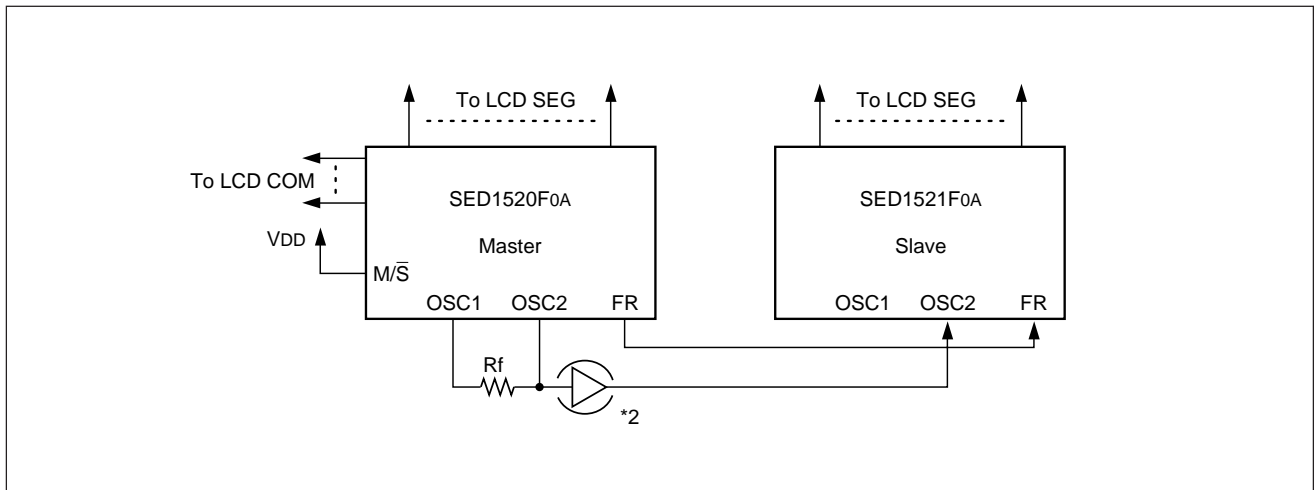 To LCD SEG
To LCD SEG
To LCD COM
SED1520F0A
SED1521F0A
VDD
Master
Slave
M/S̅
OSC1 OSC2 FR
OSC1 OSC2 FR
Rf
*2